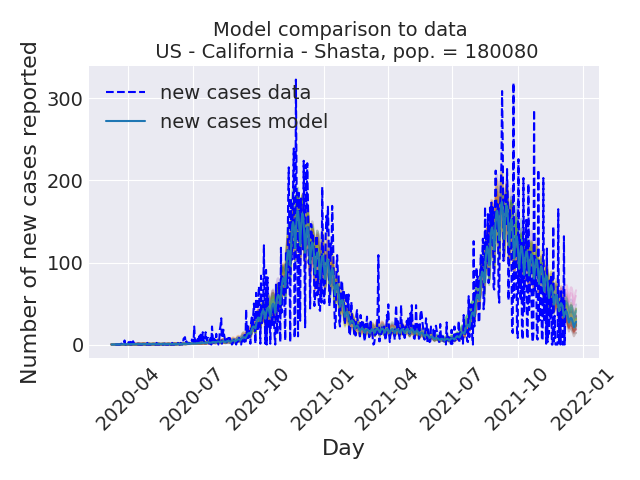 Model comparison to data
US - California - Shasta, pop. = 180080
Number of new cases reported
300
200
100
0
new cases data
new cases model
2020-04
2020-07
2020-10
2021-01
2021-04
2021-07
2021-10
2022-01
Day